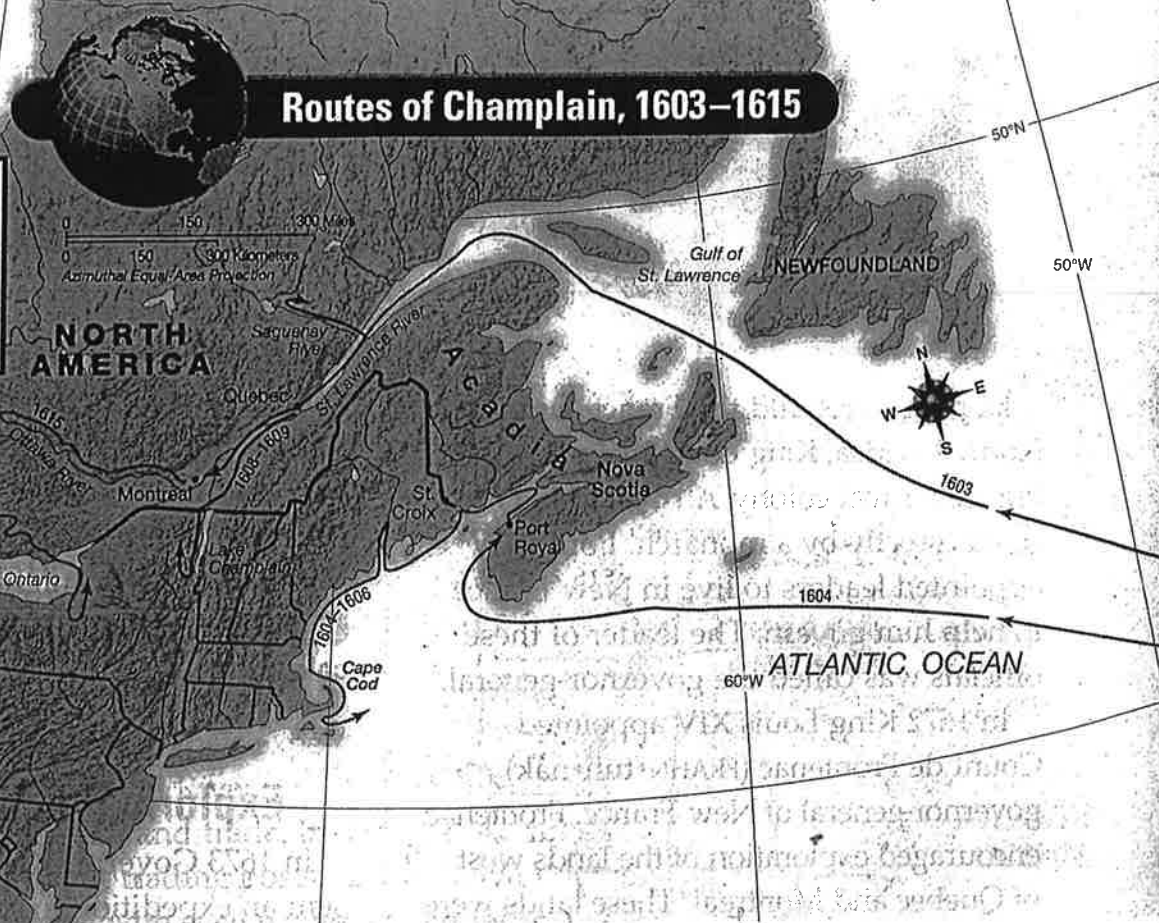 Routes of Champlain, 1603–1615
50°N
0 150 300 Miles
0 150 300 Kilometers
Azimuthal Equal-Area Projection
Gulf of
St. Lawrence
NEWFOUNDLAND
50°W
NORTH
AMERICA
Saguenay
River
St. Lawrence River
Acadia
N
E
W
S
Quebec
1615
Ottawa River
1608–1609
Montreal
St.
Croix
Nova
Scotia
1603
Port
Royal
Lake
Champlain
Ontario
1604
1604–1606
Cape
Cod
60°W
ATLANTIC OCEAN